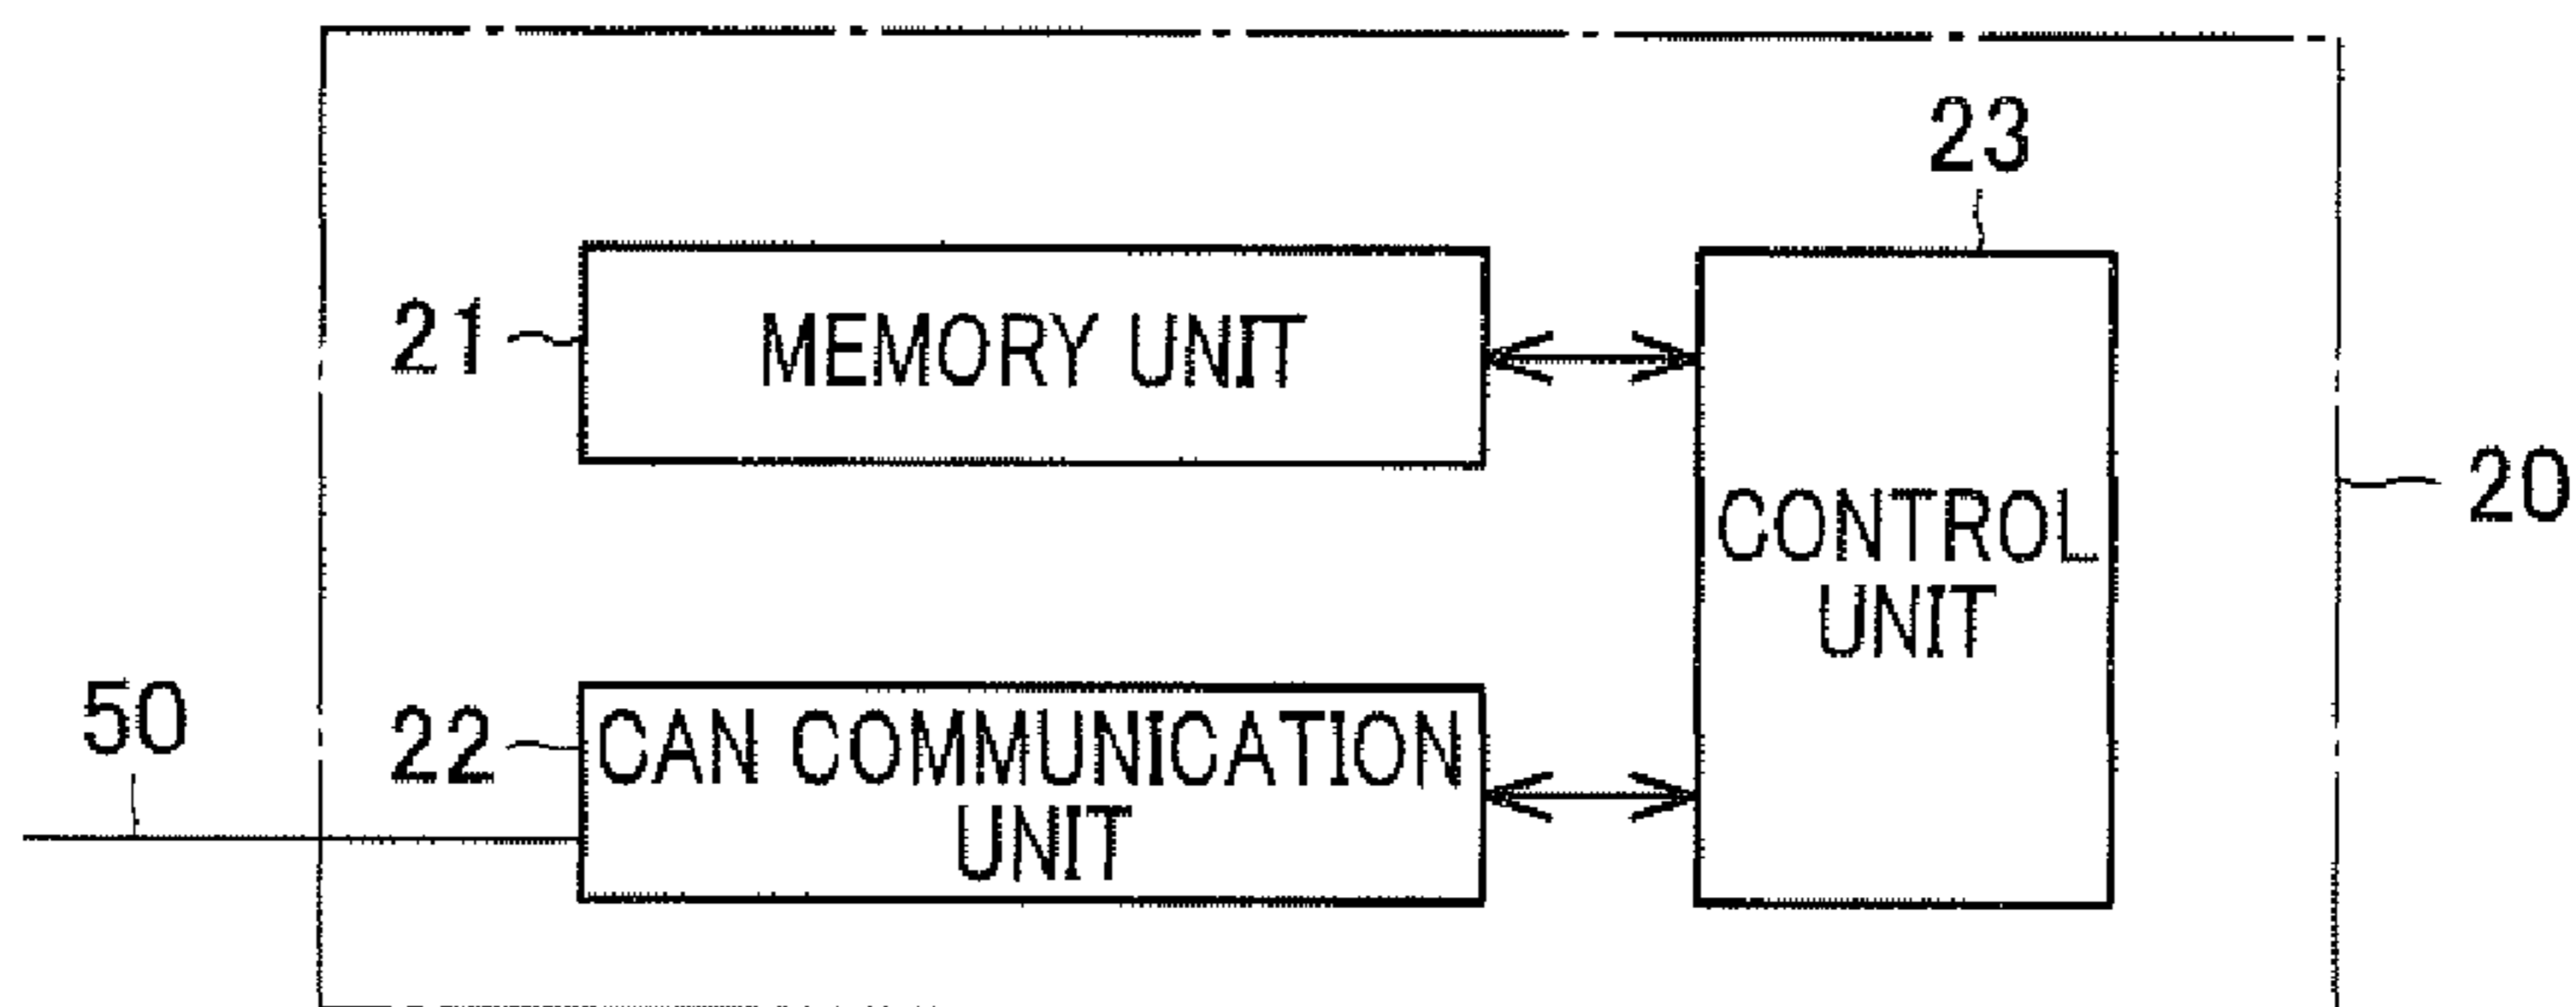 23
21
MEMORY UNIT
20
CONTROL
UNIT
50
22
CAN COMMUNICATION
UNIT